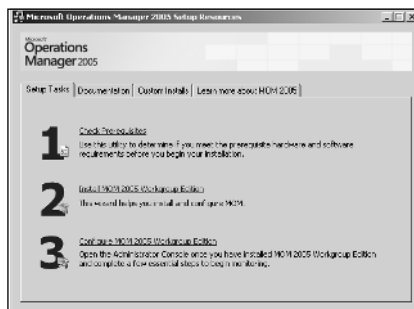 Microsoft Operations Manager 2005 Setup Resources
Microsoft
Operations
Manager 2005
Setup Tasks Documentation Custom Installs Learn more about MOM 2005
1 Check Prerequisites
Use this utility to determine if you meet the prerequisite hardware and software
requirements before you begin your installation.
2 Install MOM 2005 Workgroup Edition
This wizard helps you install and configure MOM.
3 Configure MOM 2005 Workgroup Edition
Open the Administrator Console once you have installed MOM 2005 Workgroup Edition
and complete a few essential steps to begin monitoring.